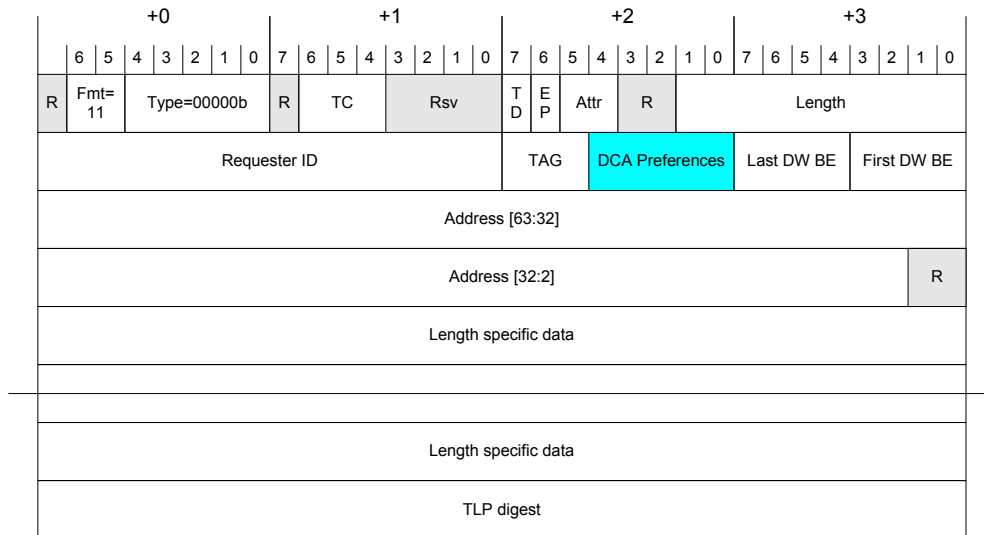 +0 +1 +2 +3
6 5 4 3 2 1 0 7 6 5 4 3 2 1 0 7 6 5 4 3 2 1 0 7 6 5 4 3 2 1 0
R Fmt= 11 Type=00000b R TC Rsv T D E P Attr R Length
Requester ID TAG DCA Preferences Last DW BE First DW BE
Address [63:32]
Address [32:2] R
Length specific data
Length specific data
TLP digest